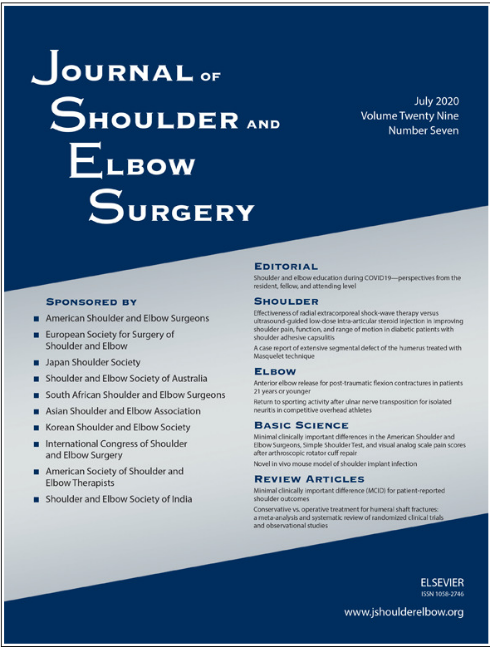 JOURNAL OF
SHOULDER AND
ELBOW
SURGERY
July 2020
Volume Twenty Nine
Number Seven
SPONSORED BY
American Shoulder and Elbow Surgeons
European Society for Surgery of
Shoulder and Elbow
Japan Shoulder Society
Shoulder and Elbow Society of Australia
South African Shoulder and Elbow Surgeons
Asian Shoulder and Elbow Association
Korean Shoulder and Elbow Society
International Congress of Shoulder
and Elbow Surgery
American Society of Shoulder and
Elbow Therapists
Shoulder and Elbow Society of India
EDITORIAL
Shoulder and elbow education during COVID19—perspectives from the
resident, fellow, and attending level
SHOULDER
Effectiveness of radial extracorporeal shock-wave therapy versus
ultrasound-guided low-dose intra-articular steroid injection in improving
shoulder pain, function, and range of motion in diabetic patients with
shoulder adhesive capsulitis
A case report of extensive segmental defect of the humerus treated with
Masquelet technique
ELBOW
Anterior elbow release for post-traumatic flexion contractures in patients
21 years or younger
Return to sporting activity after ulnar nerve transposition for isolated
neuritis in competitive overhead athletes
BASIC SCIENCE
Minimal clinically important differences in the American Shoulder and
Elbow Surgeons, Simple Shoulder Test, and visual analog scale pain scores
after arthroscopic rotator cuff repair
Novel in vivo mouse model of shoulder implant infection
REVIEW ARTICLES
Minimal clinically important difference (MCID) for patient-reported
shoulder outcomes
Conservative vs. operative treatment for humeral shaft fractures:
a meta-analysis and systematic review of randomized clinical trials
and observational studies
ELSEVIER
ISSN 1058-2746
www.jshoulderelbow.org